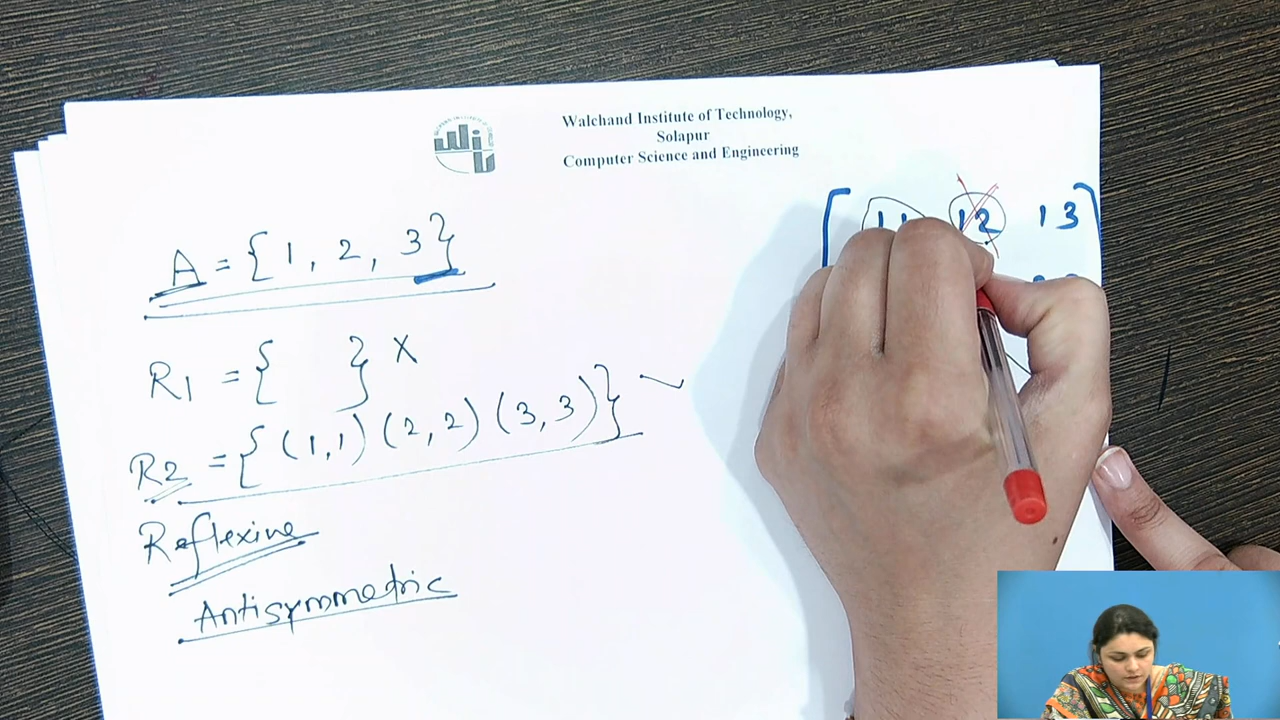 Walchand Institute of Technology,
Solapur
Computer Science and Engineering
A = {1, 2, 3}
R1 = { } X
R2 = {(1,1) (2,2) (3,3)} ✓
Reflexive
Antisymmetric
11 12 13